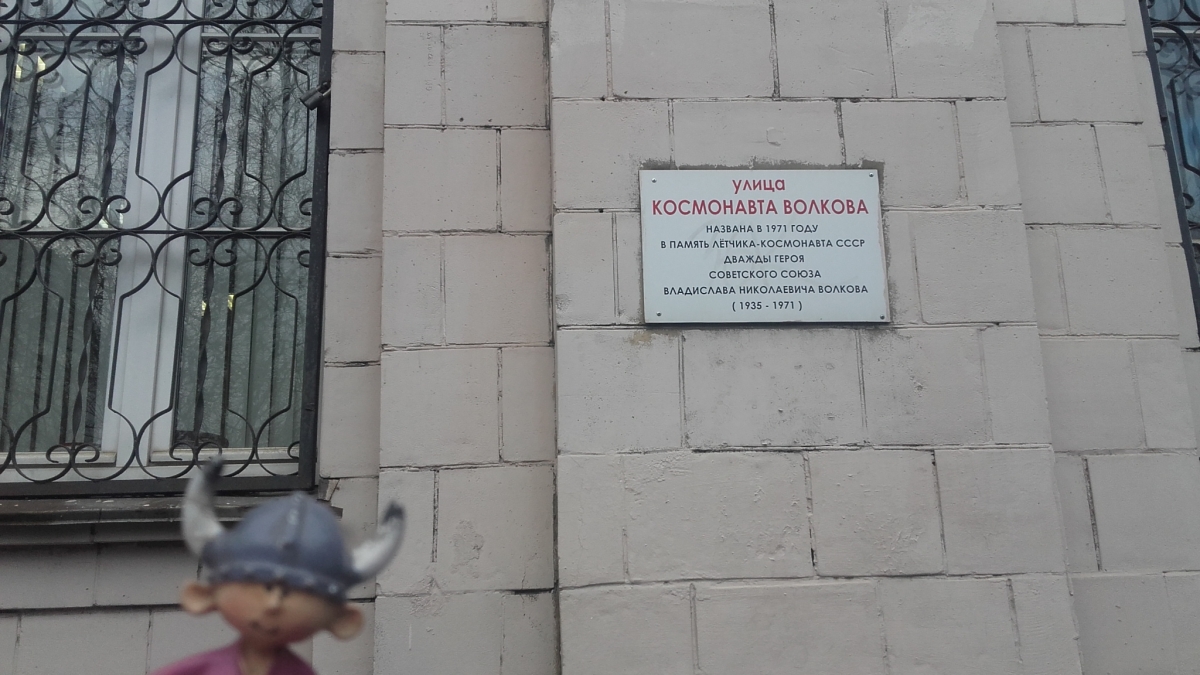 улица
КОСМОНАВТА ВОЛКОВА
НАЗВАНА В 1971 ГОДУ
В ПАМЯТЬ ЛЁТЧИКА-КОСМОНАВТА СССР
ДВАЖДЫ ГЕРОЯ
СОВЕТСКОГО СОЮЗА
ВЛАДИСЛАВА НИКОЛАЕВИЧА ВОЛКОВА
( 1935 - 1971 )